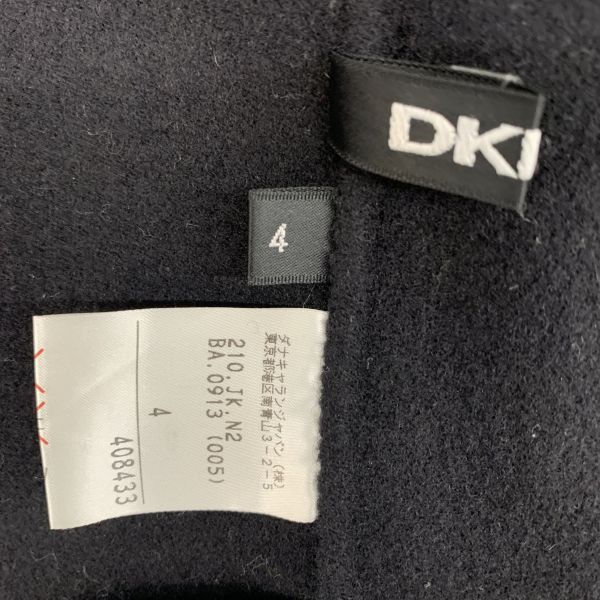 DK
4
ダナキャランジャパン(株)
東京都港区南青山3-2-5
210.JK.N2
BA.0913 (005)
4
408433